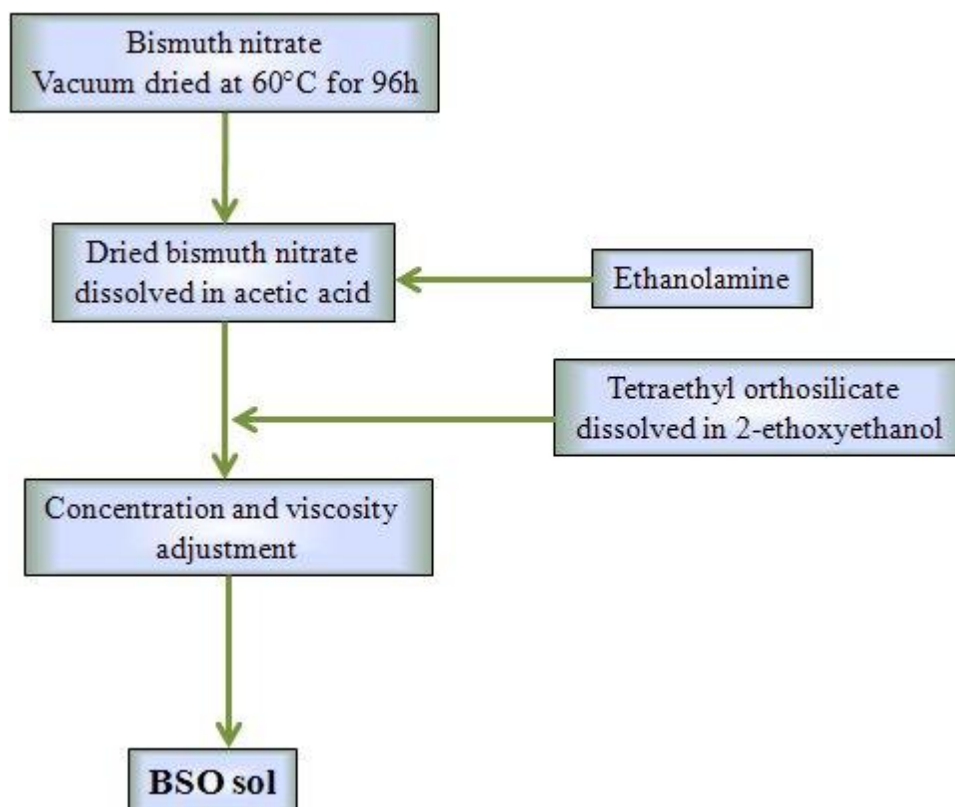 Bismuth nitrate
Vacuum dried at 60°C for 96h
Dried bismuth nitrate
dissolved in acetic acid
Ethanolamine
Tetraethyl orthosilicate
dissolved in 2-ethoxyethanol
Concentration and viscosity
adjustment
BSO sol